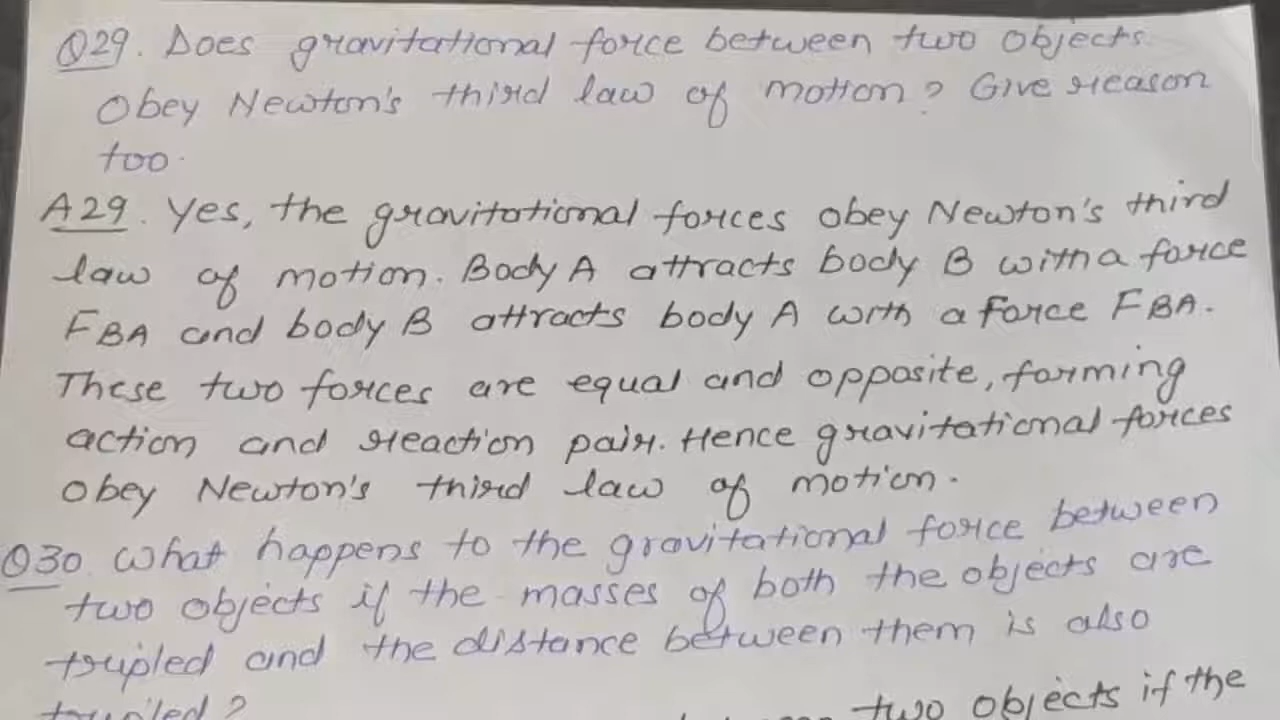 Q29. Does gravitational force between two objects
Obey Newton's third law of motion? Give reason
too.
A29. Yes, the gravitational forces obey Newton's third
law of motion. Body A attracts body B with a force
FBA and body B attracts body A with a force FBA.
These two forces are equal and opposite, forming
action and reaction pair. Hence gravitational forces
obey Newton's third law of motion.
Q30 What happens to the gravitational force between
two objects if the masses of both the objects are
tripled and the distance between them is also
tripled?
two objects if the